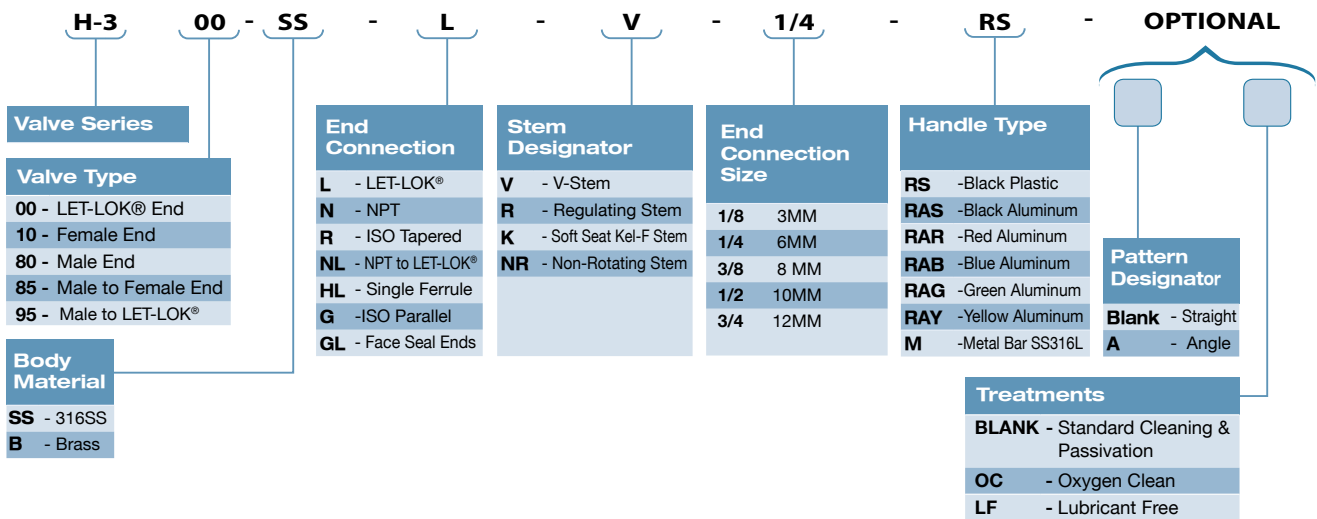 H-3 00 - SS - L - V - 1/4 - RS - OPTIONAL
Valve Series
Valve Type
00 - LET-LOK® End
10 - Female End
80 - Male End
85 - Male to Female End
95 - Male to LET-LOK®
Body
Material
SS - 316SS
B - Brass
End
Connection
L - LET-LOK®
N - NPT
R - ISO Tapered
NL - NPT to LET-LOK®
HL - Single Ferrule
G -ISO Parallel
GL - Face Seal Ends
Stem
Designator
V - V-Stem
R - Regulating Stem
K - Soft Seat Kel-F Stem
NR - Non-Rotating Stem
End
Connection
Size
1/8 3MM
1/4 6MM
3/8 8 MM
1/2 10MM
3/4 12MM
Handle Type
RS -Black Plastic
RAS -Black Aluminum
RAR -Red Aluminum
RAB -Blue Aluminum
RAG -Green Aluminum
RAY -Yellow Aluminum
M -Metal Bar SS316L
Pattern
Designator
Blank - Straight
A - Angle
Treatments
BLANK - Standard Cleaning &
Passivation
OC - Oxygen Clean
LF - Lubricant Free